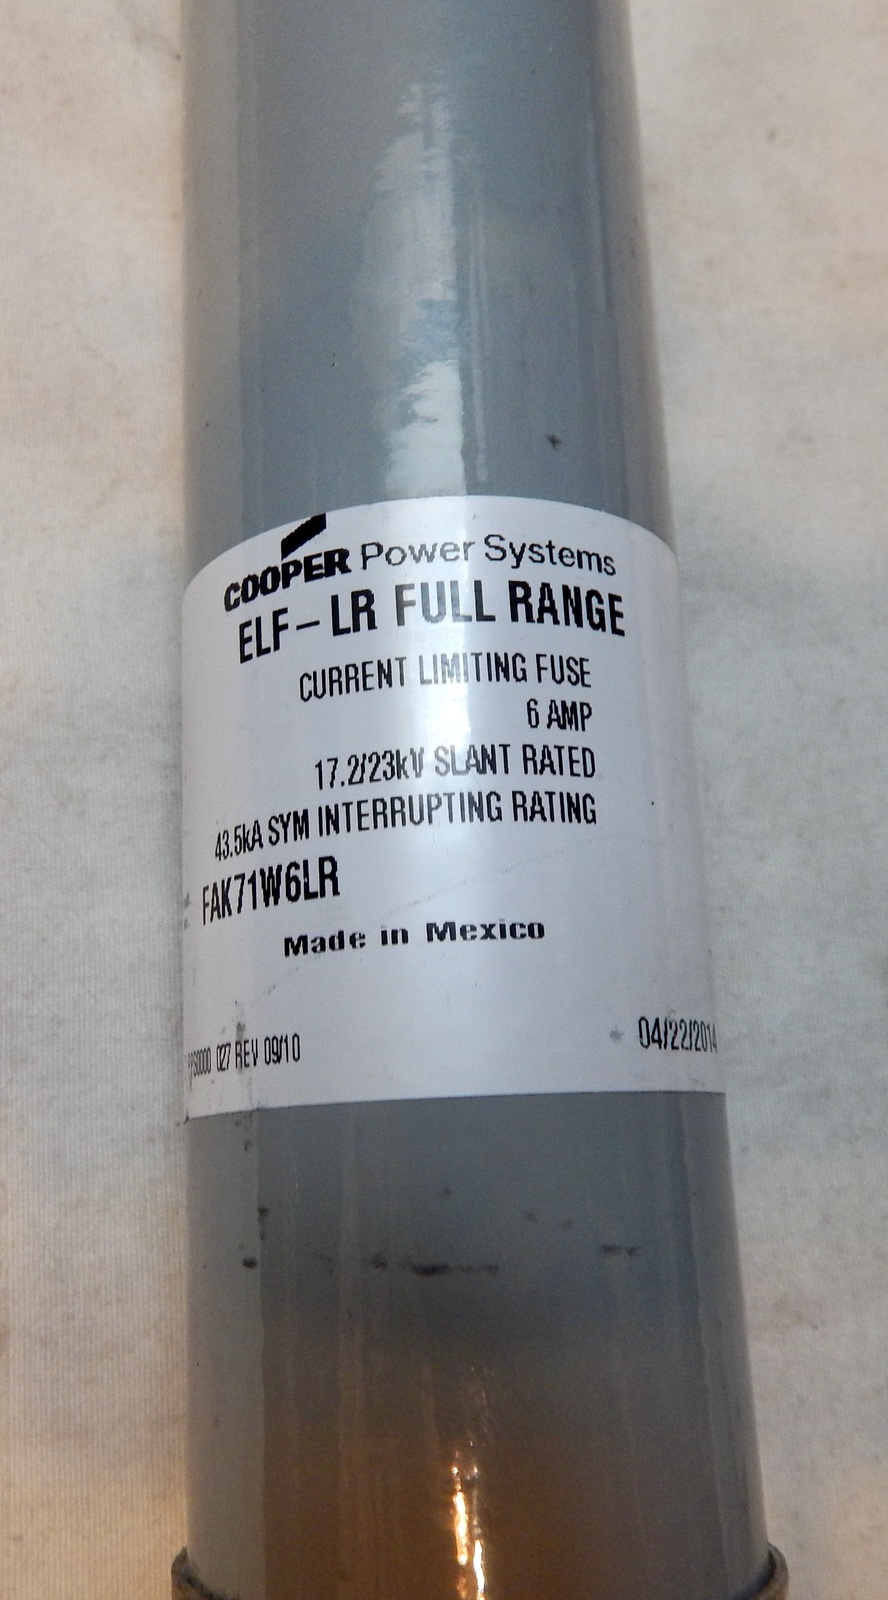 COOPER Power Systems
ELF-LR FULL RANGE
CURRENT LIMITING FUSE
6 AMP
17.2/23kV SLANT RATED
43.5kA SYM INTERRUPTING RATING
FAK71W6LR
Made in Mexico
027 REV 09/10
04/22/2014